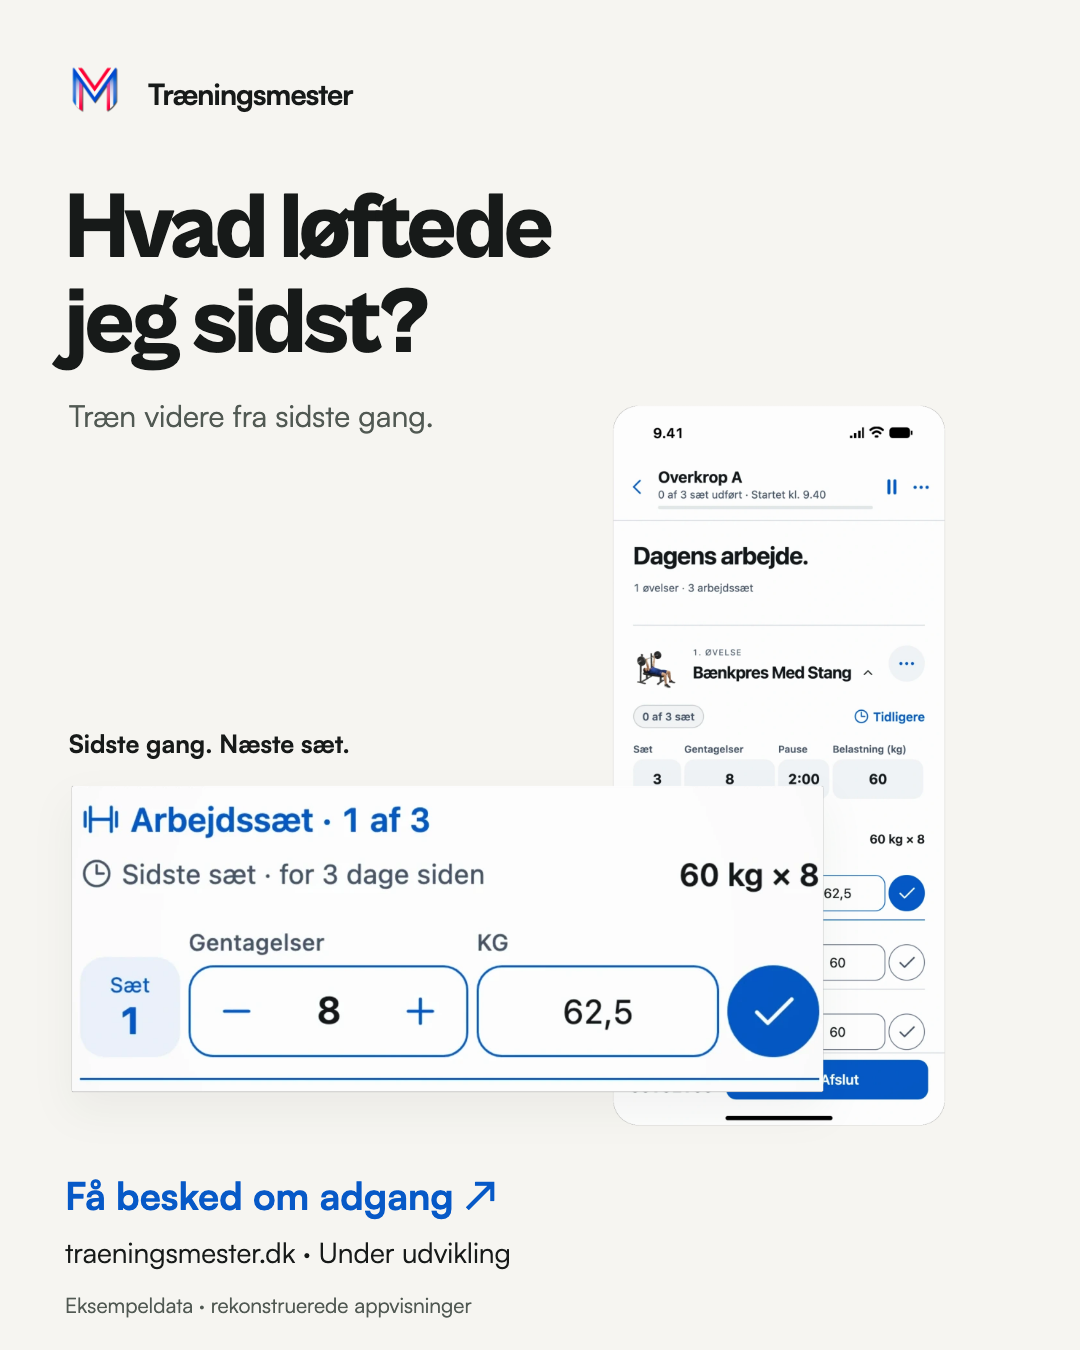 Træningsmester
Hvad løftede
jeg sidst?
Træn videre fra sidste gang.
9.41
Overkrop A
0 af 3 sæt udført · Startet kl. 9.40
Dagens arbejde.
1 øvelser · 3 arbejdssæt
1. ØVELSE
Bænkpres Med Stang
0 af 3 sæt
Tidligere
Sæt Gentagelser Pause Belastning (kg)
3 8 2:00 60
60 kg × 8
62,5
60
60
Afslut
Sidste gang. Næste sæt.
Arbejdssæt · 1 af 3
Sidste sæt · for 3 dage siden 60 kg × 8
Gentagelser KG
Sæt
1 − 8 + 62,5
Få besked om adgang ↗
traeningsmester.dk · Under udvikling
Eksempeldata · rekonstruerede appvisninger